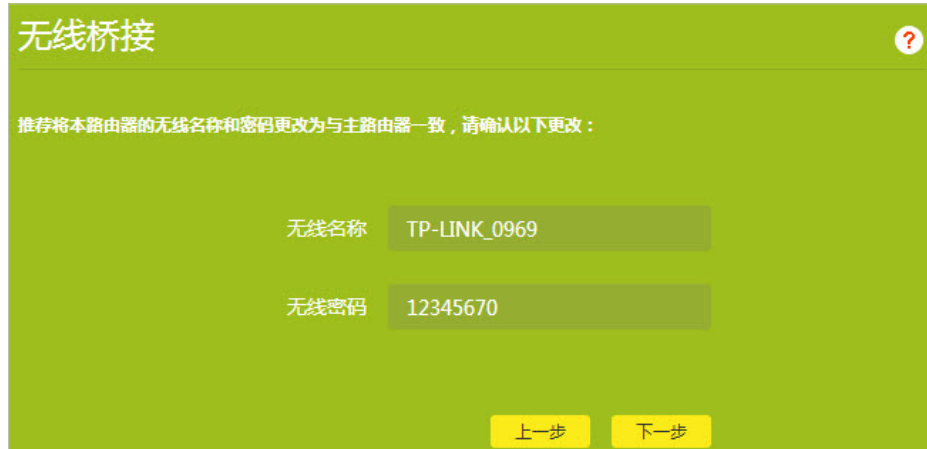 无线桥接
?
推荐将本路由器的无线名称和密码更改为与主路由器一致，请确认以下更改：
无线名称 TP-LINK_0969
无线密码 12345670
上一步 下一步